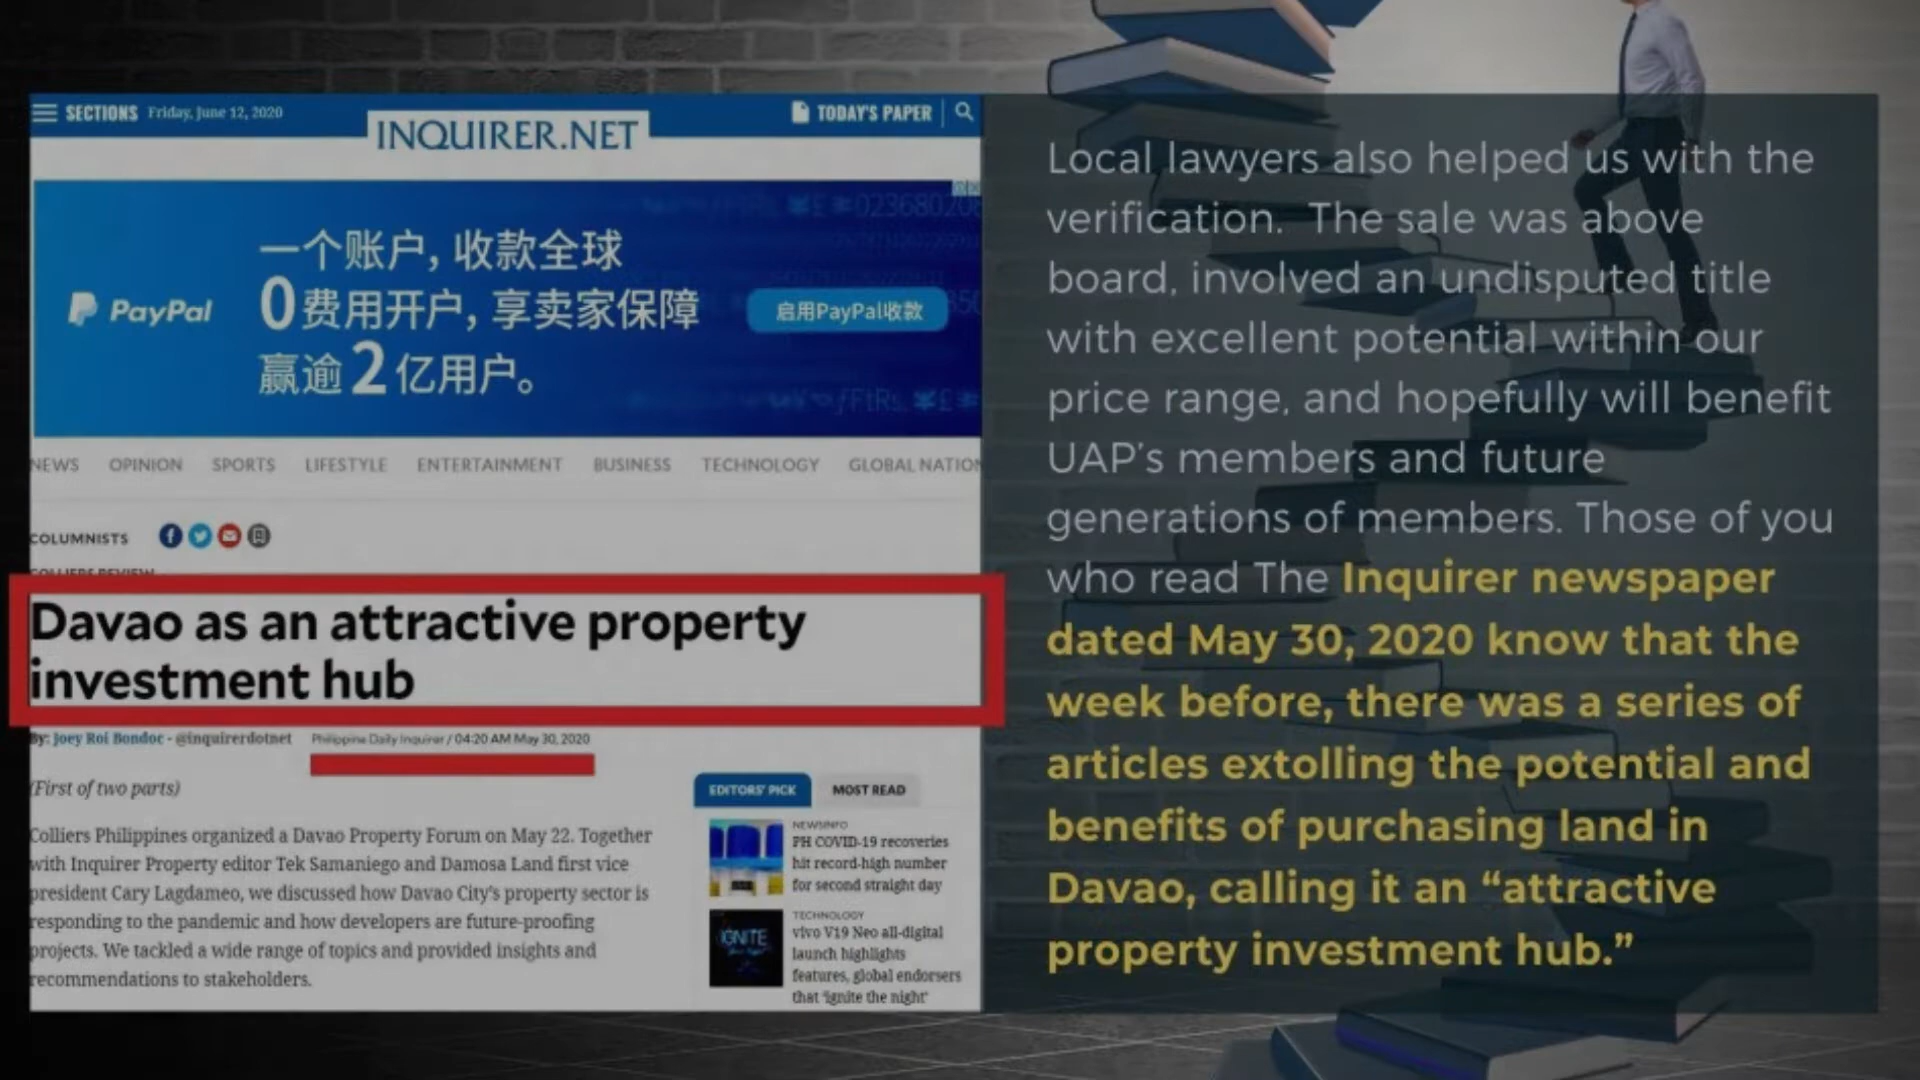 SECTIONS Friday, June 12, 2020
INQUIRER.NET
TODAY'S PAPER
PayPal
一个账户，收款全球
0费用开户，享卖家保障
赢逾2亿用户。
启用PayPal收款
NEWS OPINION SPORTS LIFESTYLE ENTERTAINMENT BUSINESS TECHNOLOGY GLOBAL NATION
COLUMNISTS
COLLIERS REVIEW
Davao as an attractive property
investment hub
By: Joey Roi Bondoc - @inquirerdotnet Philippine Daily Inquirer / 04:20 AM May 30, 2020
(First of two parts)
Colliers Philippines organized a Davao Property Forum on May 22. Together
with Inquirer Property editor Tek Samaniego and Damosa Land first vice
president Cary Lagdameo, we discussed how Davao City's property sector is
responding to the pandemic and how developers are future-proofing
projects. We tackled a wide range of topics and provided insights and
recommendations to stakeholders.
EDITORS' PICK MOST READ
NEWSINFO
PH COVID-19 recoveries
hit record-high number
for second straight day
IGNITE
TECHNOLOGY
vivo V19 Neo all-digital
launch highlights
features, global endorsers
that 'ignite the night'
Local lawyers also helped us with the
verification. The sale was above
board, involved an undisputed title
with excellent potential within our
price range, and hopefully will benefit
UAP's members and future
generations of members. Those of you
who read The Inquirer newspaper
dated May 30, 2020 know that the
week before, there was a series of
articles extolling the potential and
benefits of purchasing land in
Davao, calling it an “attractive
property investment hub.”